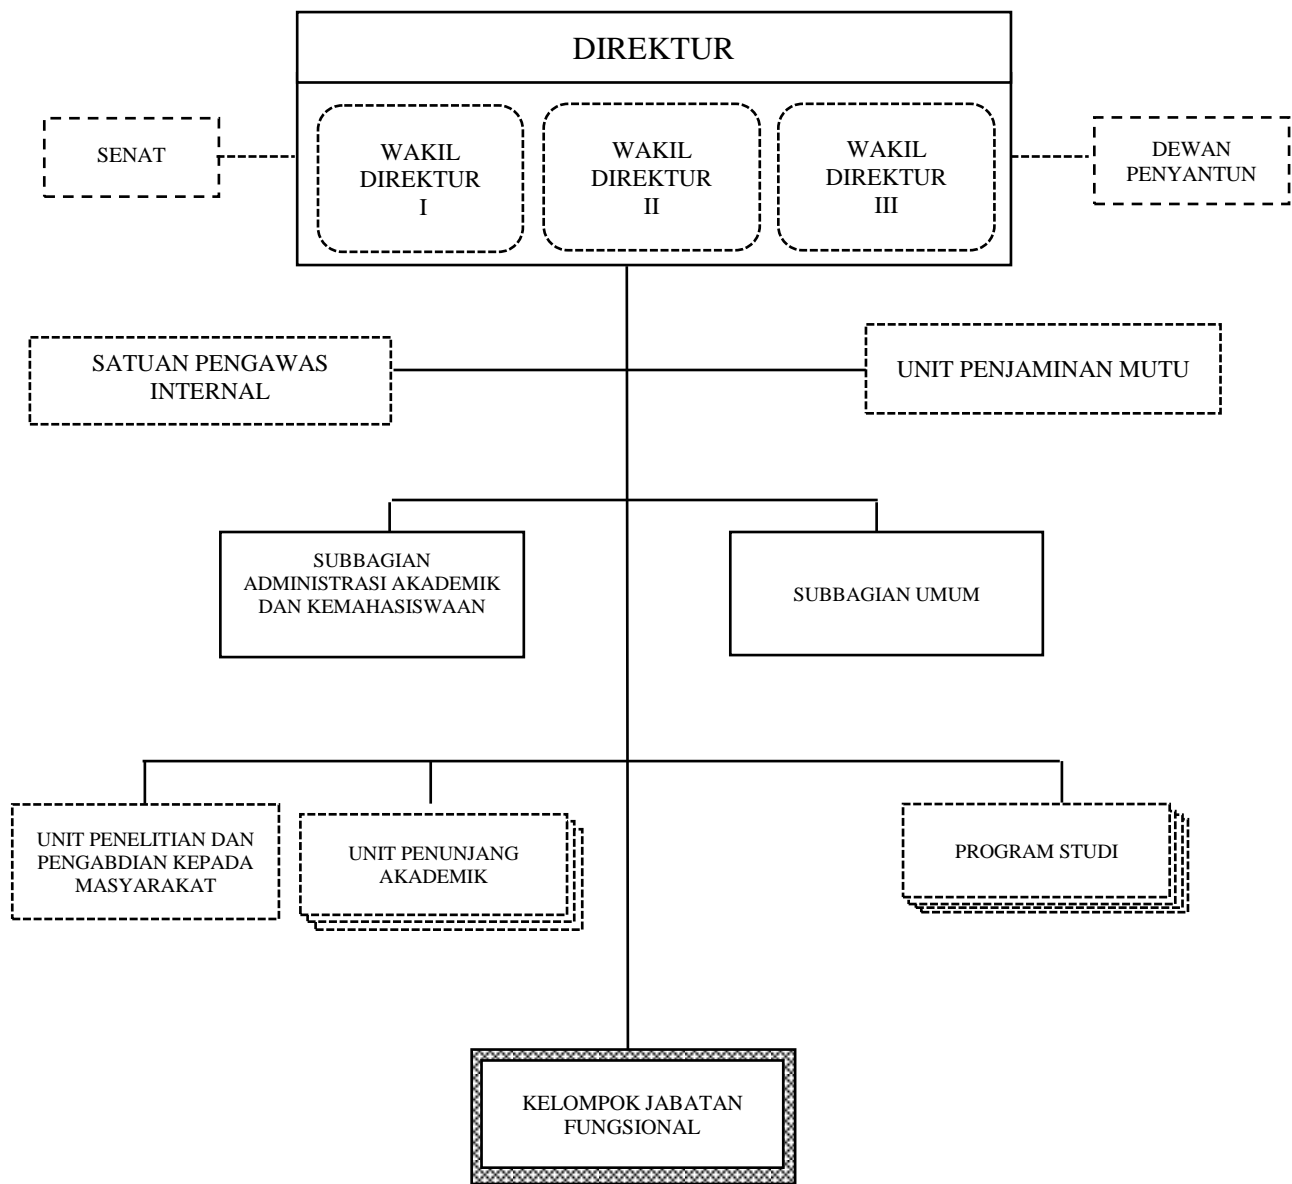 DIREKTUR
SENAT
WAKIL
DIREKTUR
I
WAKIL
DIREKTUR
II
WAKIL
DIREKTUR
III
DEWAN
PENYANTUN
SATUAN PENGAWAS
INTERNAL
UNIT PENJAMINAN MUTU
SUBBAGIAN
ADMINISTRASI AKADEMIK
DAN KEMAHASISWAAN
SUBBAGIAN UMUM
UNIT PENELITIAN DAN
PENGABDIAN KEPADA
MASYARAKAT
UNIT PENUNJANG
AKADEMIK
PROGRAM STUDI
KELOMPOK JABATAN
FUNGSIONAL